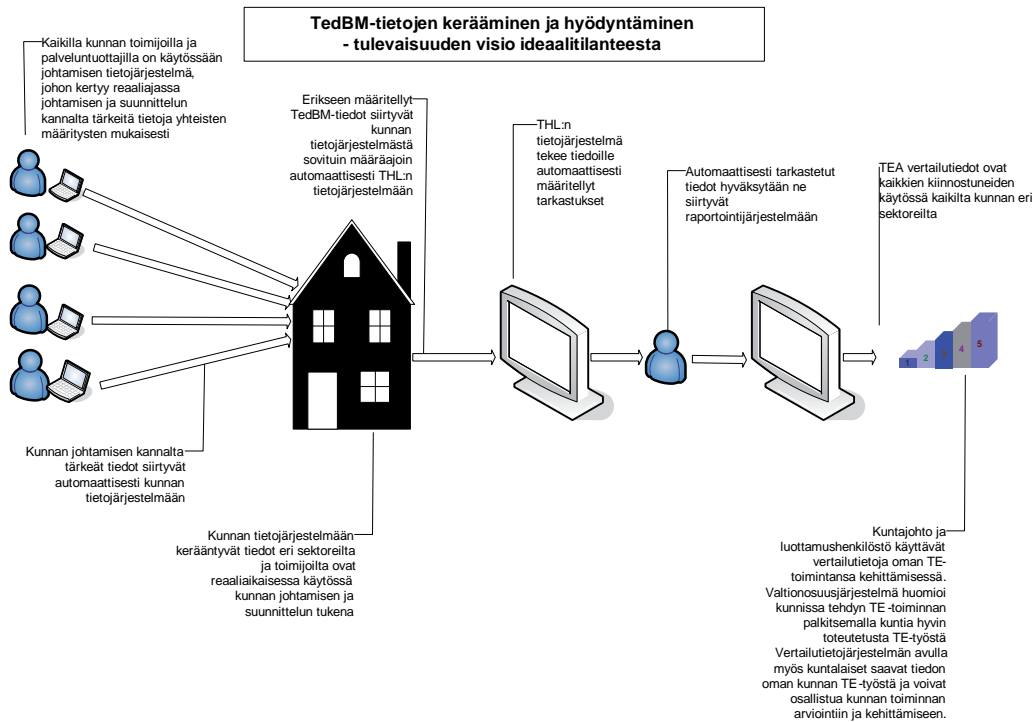 TedBM-tietojen kerääminen ja hyödyntäminen
- tulevaisuuden visio ideaalitilanteesta
Kaikilla kunnan toimijoilla ja
palveluntuottajilla on käytössään
johtamisen tietojärjestelmä,
johon kertyy reaaliajassa
johtamisen ja suunnittelun
kannalta tärkeitä tietoja yhteisten
määritysten mukaisesti
Erikseen määritellyt
TedBM-tiedot siirtyvät
kunnan
tietojärjestelmästä
sovituin määräajoin
automaattisesti THL:n
tietojärjestelmään
THL:n
tietojärjestelmä
tekee tiedoille
automaattisesti
määritellyt
tarkastukset
Automaattisesti tarkastetut
tiedot hyväksytään ne
siirtyvät
raportointijärjestelmään
TEA vertailutiedot ovat
kaikkien kiinnostuneiden
käytössä kaikilta kunnan eri
sektoreilta
1 2 3 4 5
Kunnan johtamisen kannalta
tärkeät tiedot siirtyvät
automaattisesti kunnan
tietojärjestelmään
Kunnan tietojärjestelmään
kerääntyvät tiedot eri sektoreilta
ja toimijoilta ovat
reaaliaikaisessa käytössä
kunnan johtamisen ja
suunnittelun tukena
Kuntajohto ja
luottamushenkilöstö käyttävät
vertailutietoja oman TE-
toimintansa kehittämisessä.
Valtionosuusjärjestelmä huomioi
kunnissa tehdyn TE-toiminnan
palkitsemalla kuntia hyvin
toteutetusta TE-työstä
Vertailutietojärjestelmän avulla
myös kuntalaiset saavat tiedon
oman kunnan TE-työstä ja voivat
osallistua kunnan toiminnan
arviointiin ja kehittämiseen.